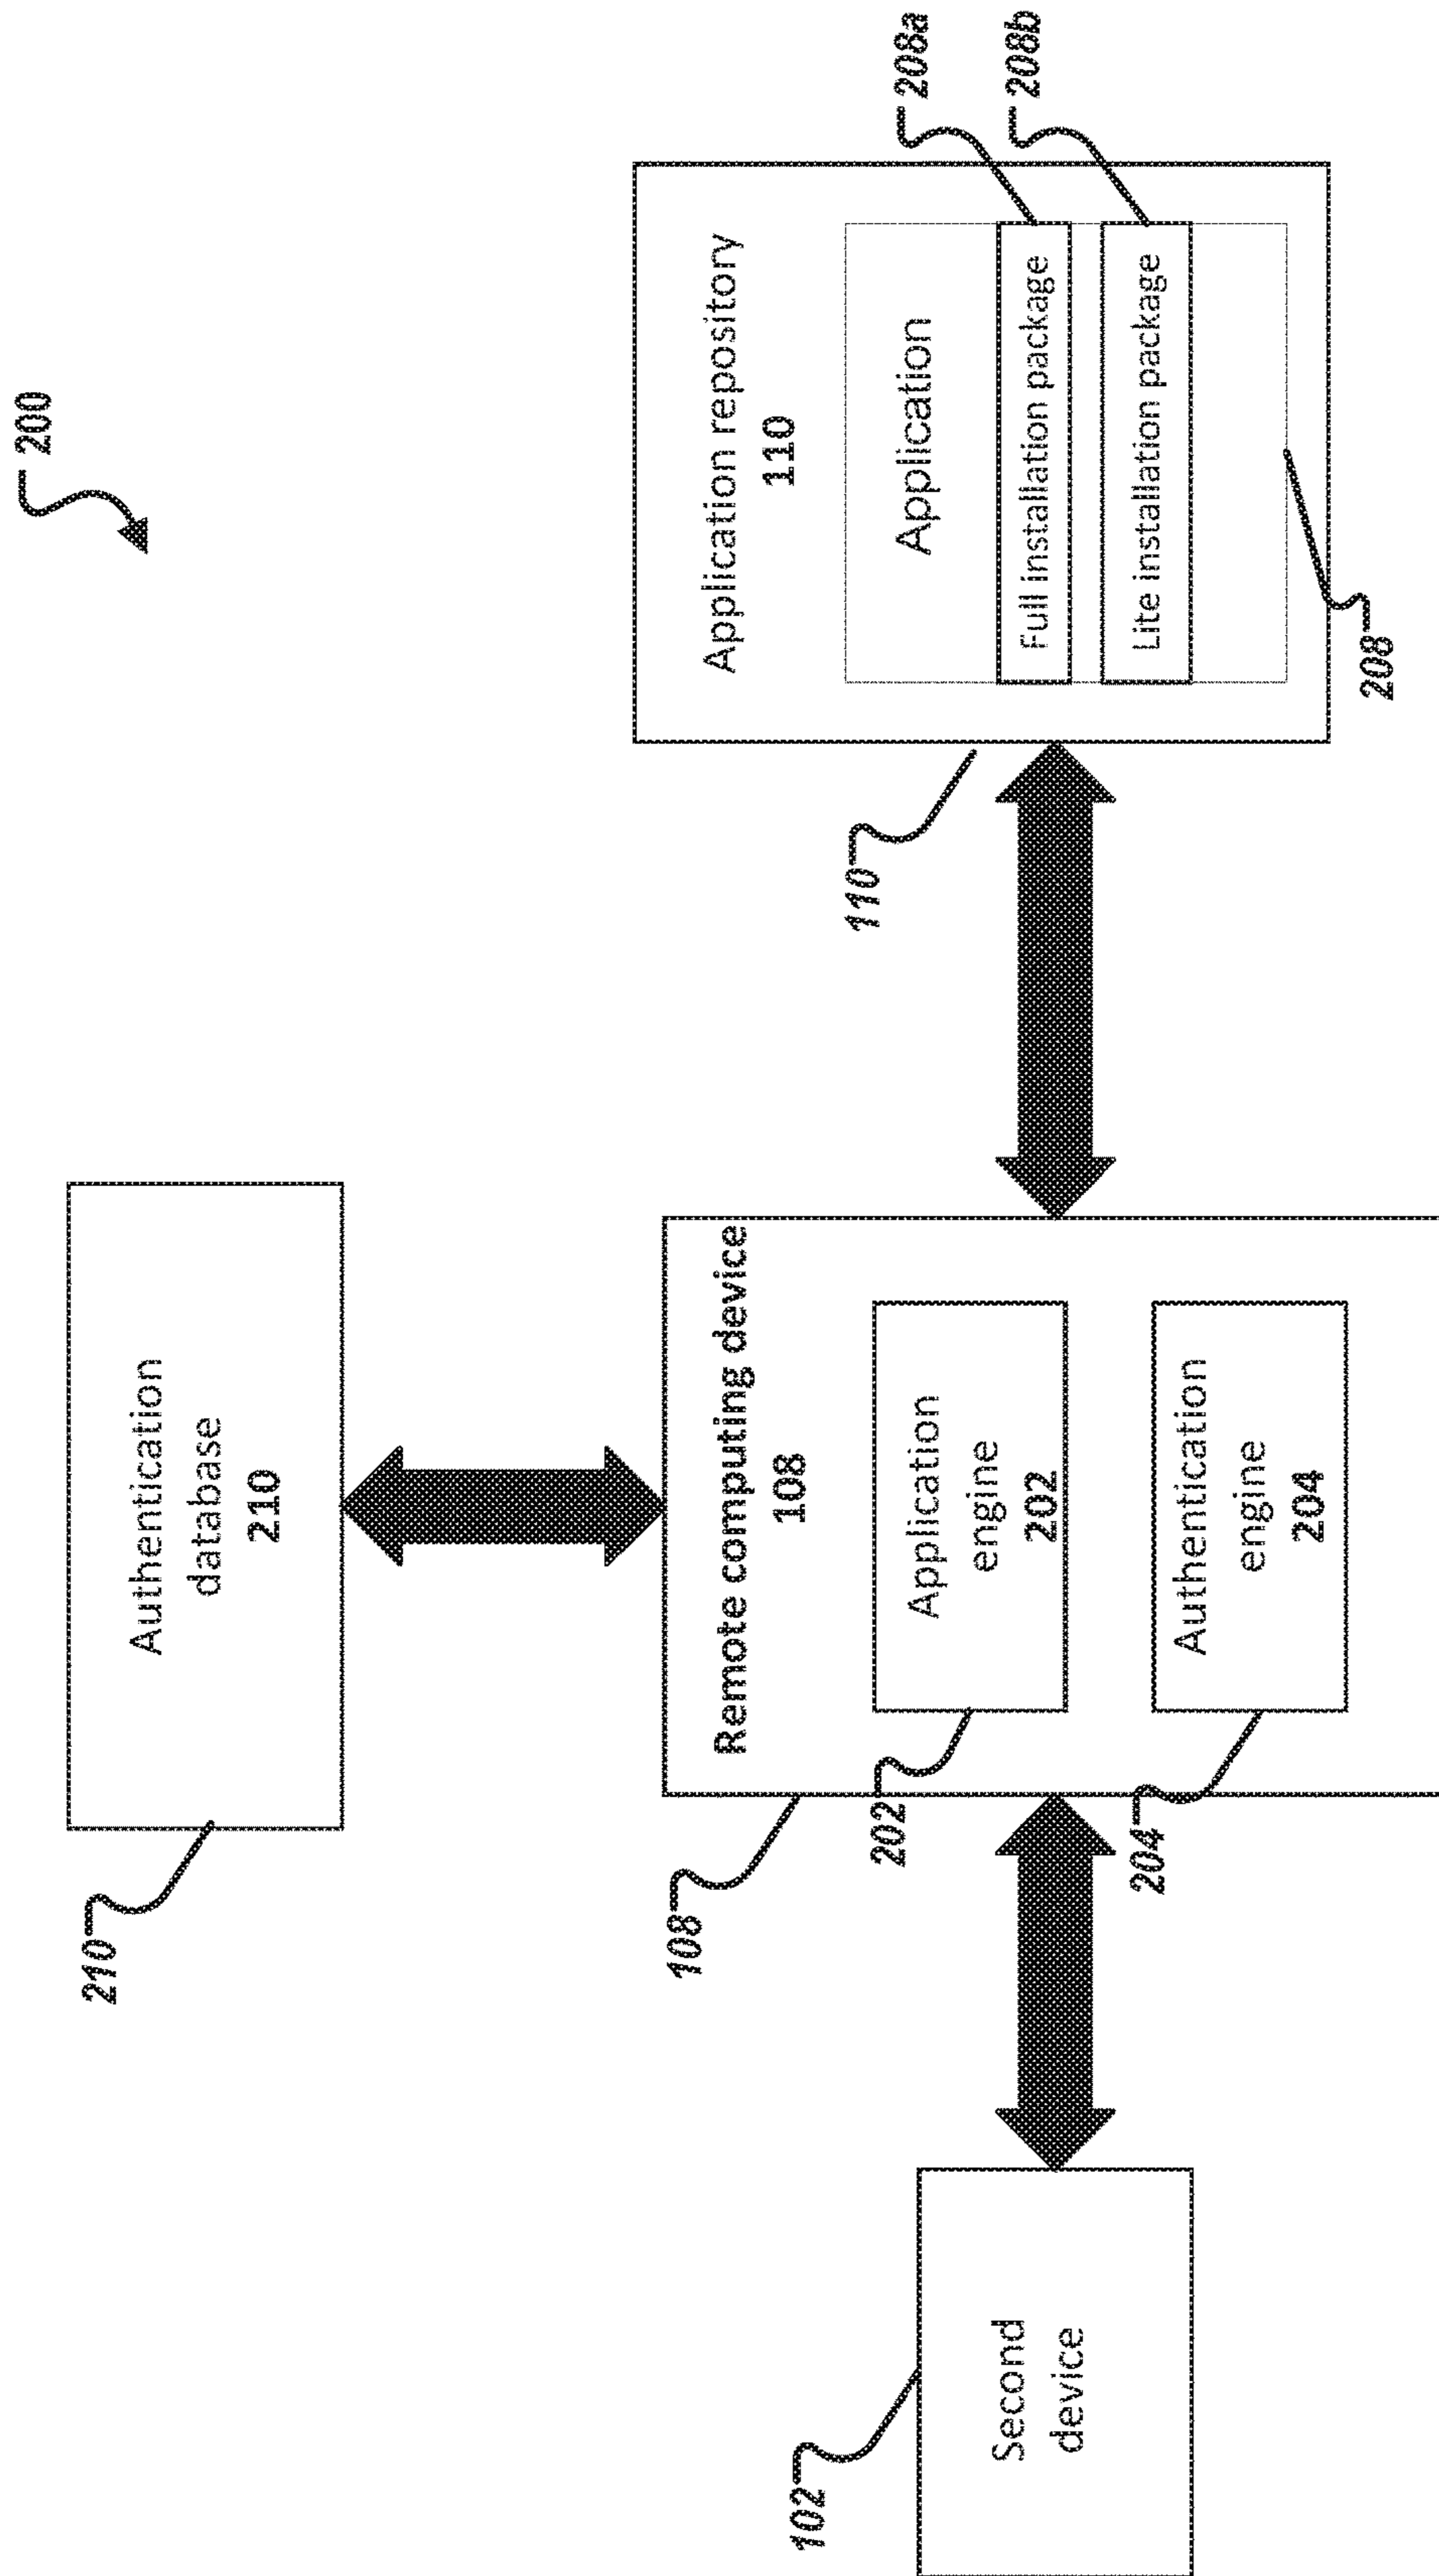 200
210
Authentication
database
210
Application repository
110
208a
208b
Application
Full installation package
Lite installation package
208
110
108
Remote computing device
108
202
Application
engine
202
204
Authentication
engine
204
102
Second
device